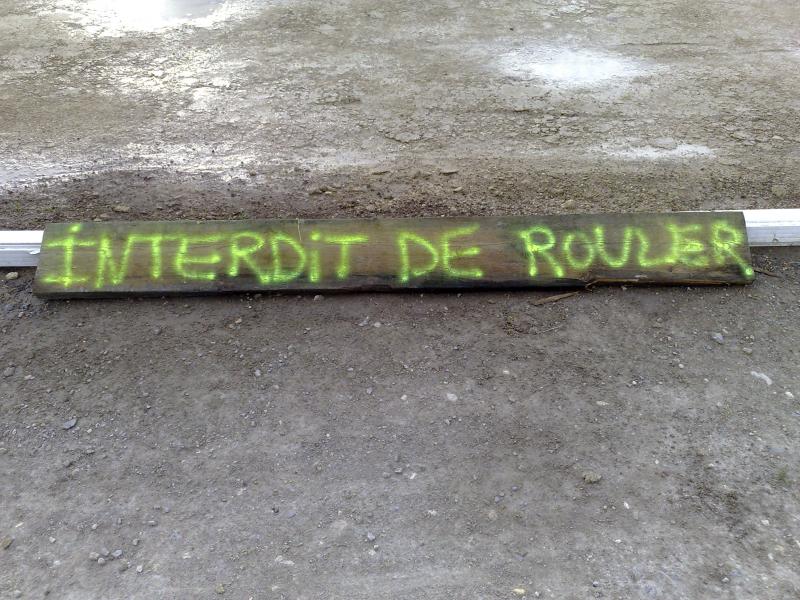 INTERDiT DE ROULER